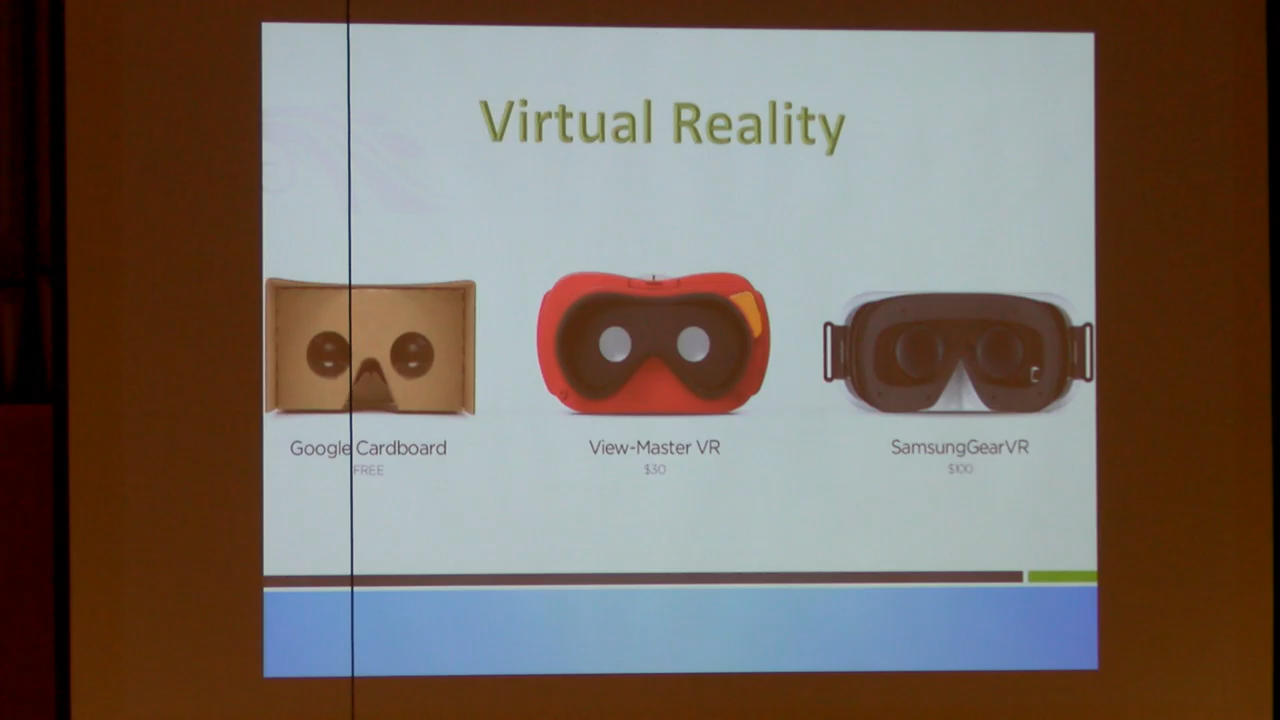 Virtual Reality
Google Cardboard
FREE
View-Master VR
$30
SamsungGearVR
$100